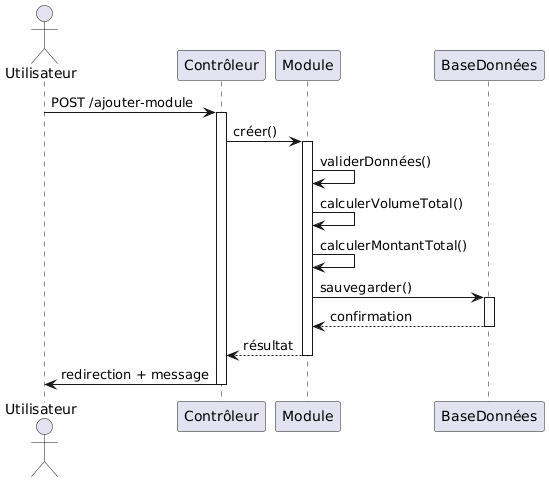 Utilisateur
Contrôleur
Module
BaseDonnées
POST /ajouter-module
créer()
validerDonnées()
calculerVolumeTotal()
calculerMontantTotal()
sauvegarder()
confirmation
résultat
redirection + message
Utilisateur
Contrôleur
Module
BaseDonnées